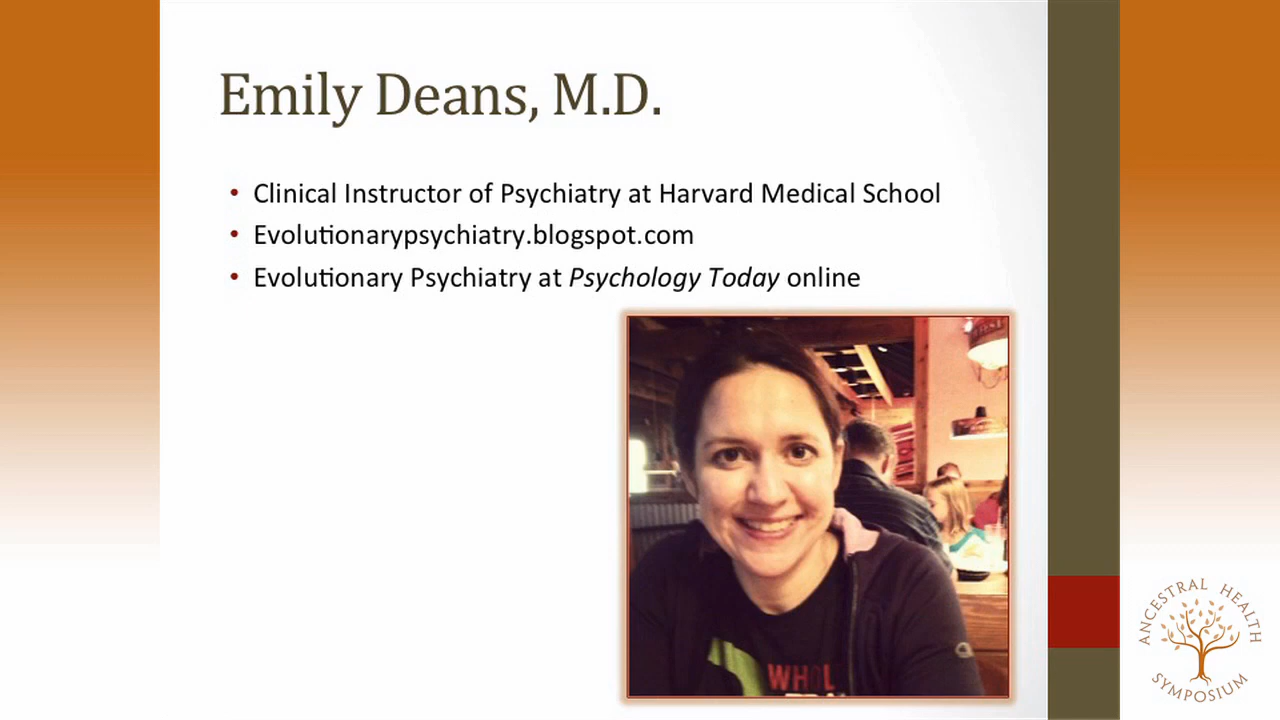 Emily Deans, M.D.
• Clinical Instructor of Psychiatry at Harvard Medical School
• Evolutionarypsychiatry.blogspot.com
• Evolutionary Psychiatry at Psychology Today online
ANCESTRAL HEALTH
SYMPOSIUM